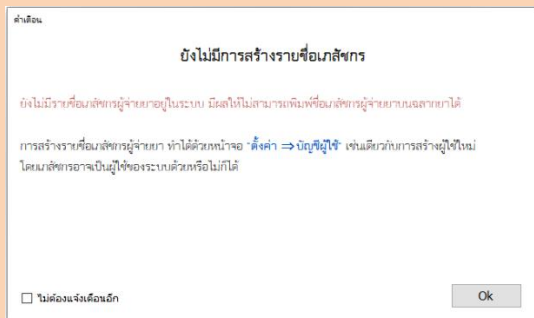 คำเตือน
ยังไม่มีการสร้างรายชื่อเภสัชกร
ยังไม่มีรายชื่อเภสัชกรผู้จ่ายยาอยู่ในระบบ มีผลให้ไม่สามารถพิมพ์ชื่อเภสัชกรผู้จ่ายยาบนฉลากยาได้
การสร้างรายชื่อเภสัชกรผู้จ่ายยา ทำได้ด้วยหน้าจอ "ตั้งค่า ⇒ บัญชีผู้ใช้" เช่นเดียวกับการสร้างผู้ใช้ใหม่
โดยเภสัชกรอาจเป็นผู้ใช้ของระบบด้วยหรือไม่ก็ได้
ไม่ต้องแจ้งเตือนอีก
Ok